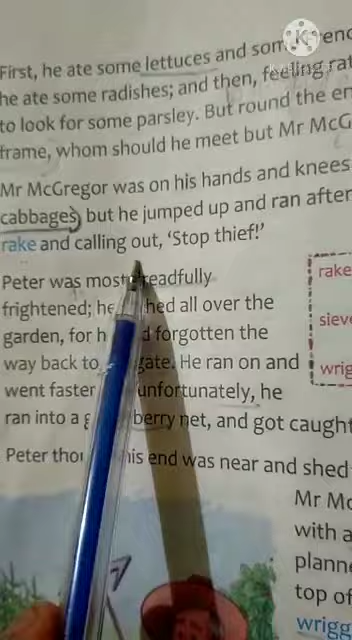 First, he ate some lettuces and som
he ate some radishes; and then, feeling
to look for some parsley. But round the
frame, whom should he meet but Mr McG
Mr McGregor was on his hands and knees
cabbages, but he jumped up and ran after
rake and calling out, 'Stop thief!'
Peter was most readfully
frightened; he hed all over the
garden, for h d forgotten the
way back to gate. He ran on and
went faster unfortunately, he
ran into a g berry net, and got caught
Peter thou his end was near and shed
rake
sieve
wrig
Mr Mc
with a
planne
top of
wrigg